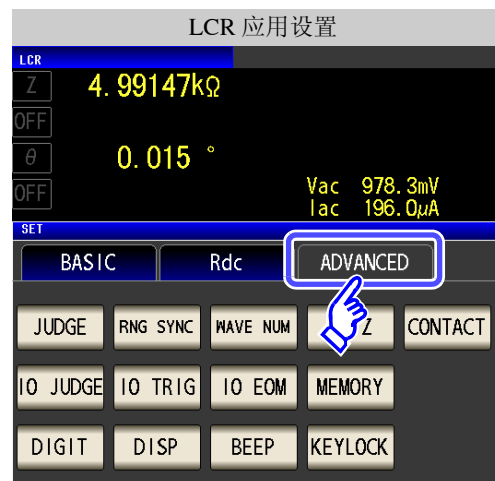 LCR 应用设置
LCR
Z 4.99147kΩ
OFF
θ 0.015 °
OFF
Vac 978.3mV
Iac 196.0μA
SET
BASIC Rdc ADVANCED
JUDGE RNG SYNC WAVE NUM Z CONTACT
IO JUDGE IO TRIG IO EOM MEMORY
DIGIT DISP BEEP KEYLOCK